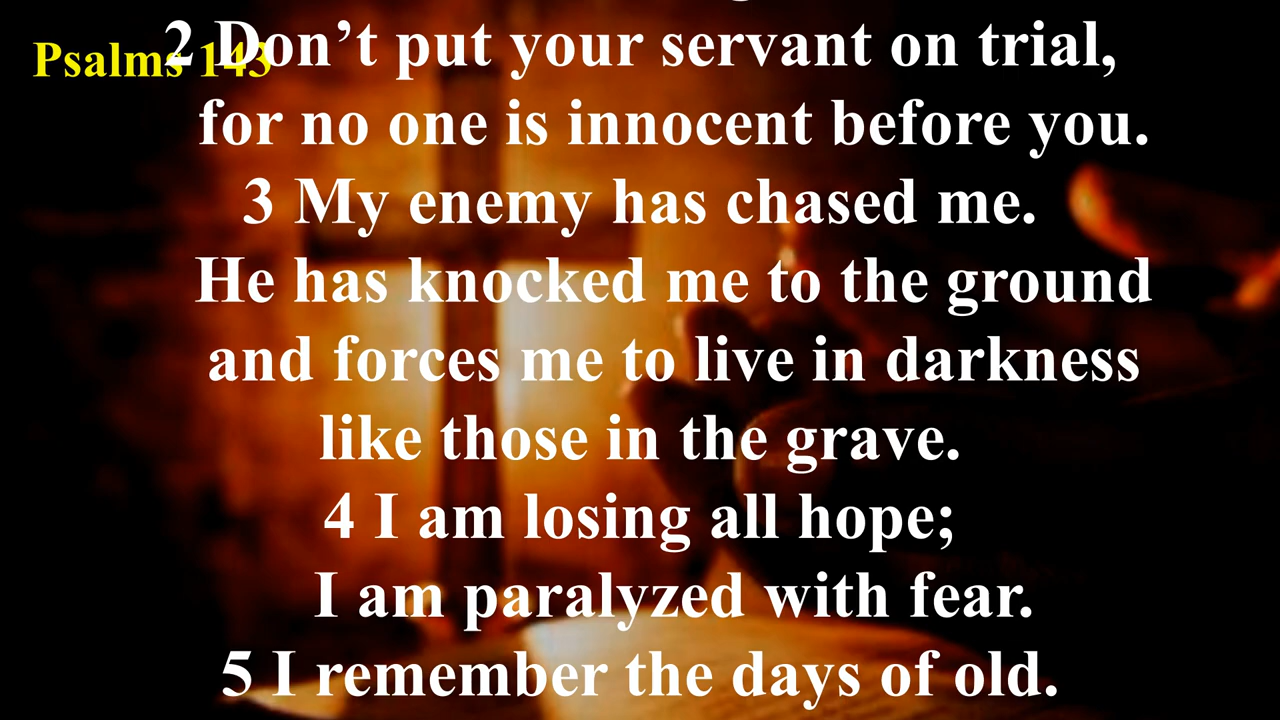 Psalms 143
2 Don’t put your servant on trial,
for no one is innocent before you.
3 My enemy has chased me.
He has knocked me to the ground
and forces me to live in darkness
like those in the grave.
4 I am losing all hope;
I am paralyzed with fear.
5 I remember the days of old.